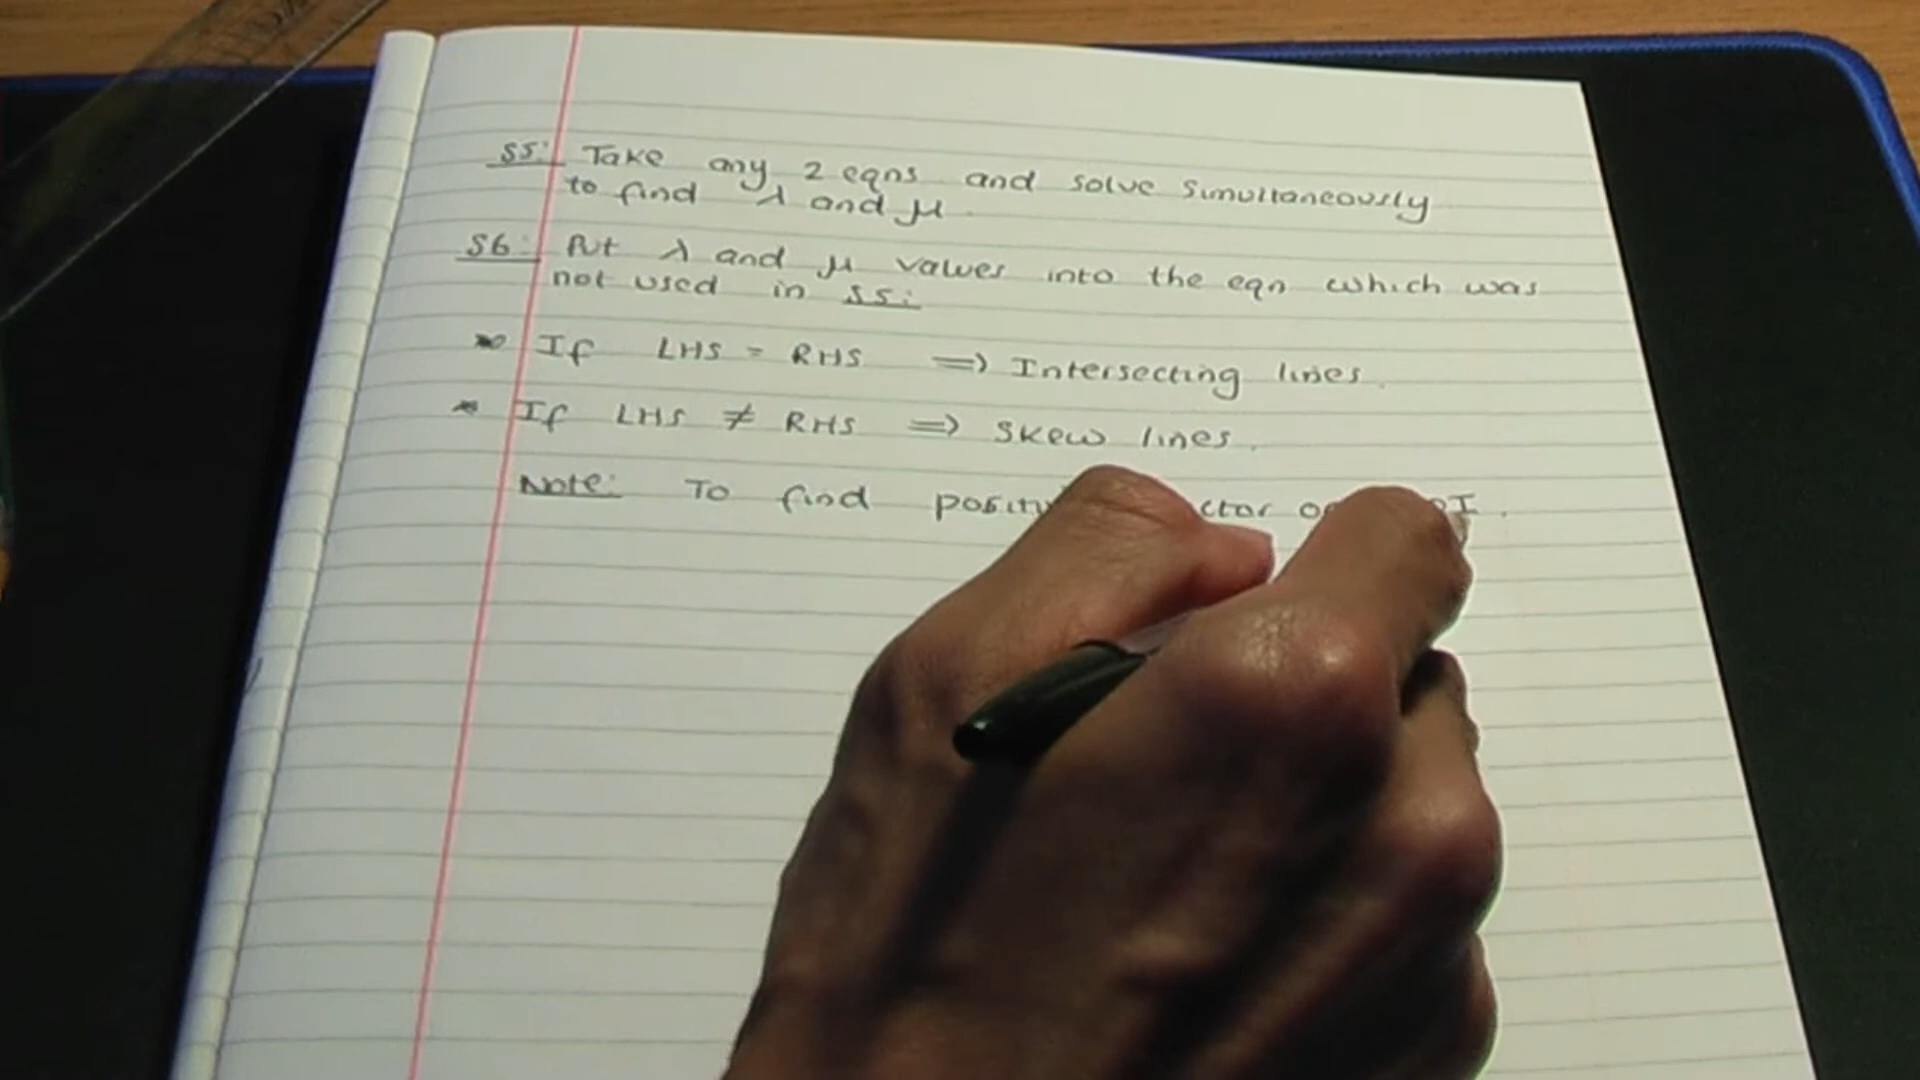 S5: Take any 2 eqns and solve simultaneously
to find λ and μ.
S6: Put λ and μ values into the eqn which was
not used in S5:
* If LHS = RHS ⇒ Intersecting lines.
* If LHS ≠ RHS ⇒ Skew lines.
Note: To find